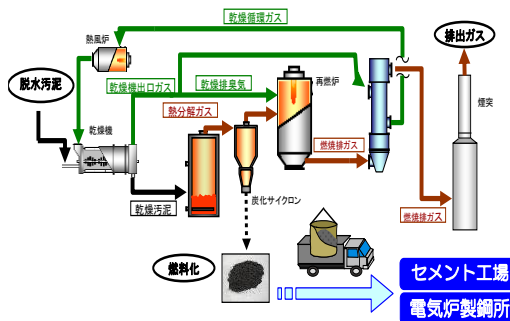 乾燥循環ガス
熱風炉
排出ガス
脱水汚泥
乾燥機出口ガス
乾燥排臭気
再燃炉
熱分解ガス
煙突
乾燥機
燃焼排ガス
乾燥汚泥
炭化サイクロン
燃焼排ガス
燃料化
セメント工場
電気炉製鋼所